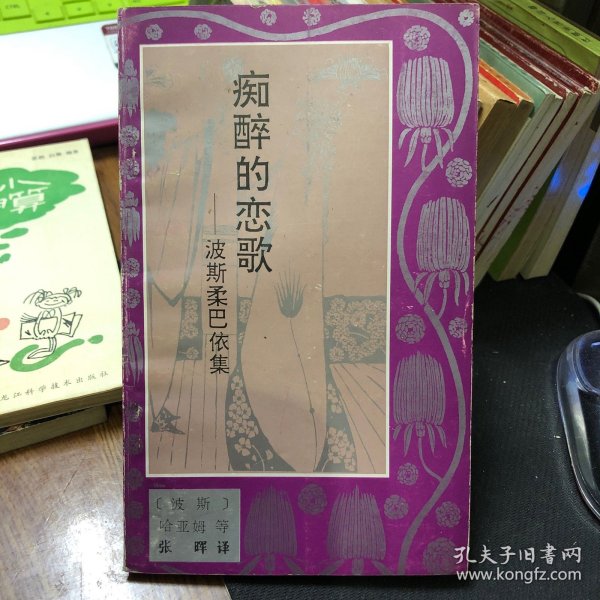 痴醉的恋歌
——波斯柔巴依集
〔波斯〕
哈亚姆 等
张 晖 译
龙江科学技术出版社
算
孔夫子旧书网
www.kongfz.com